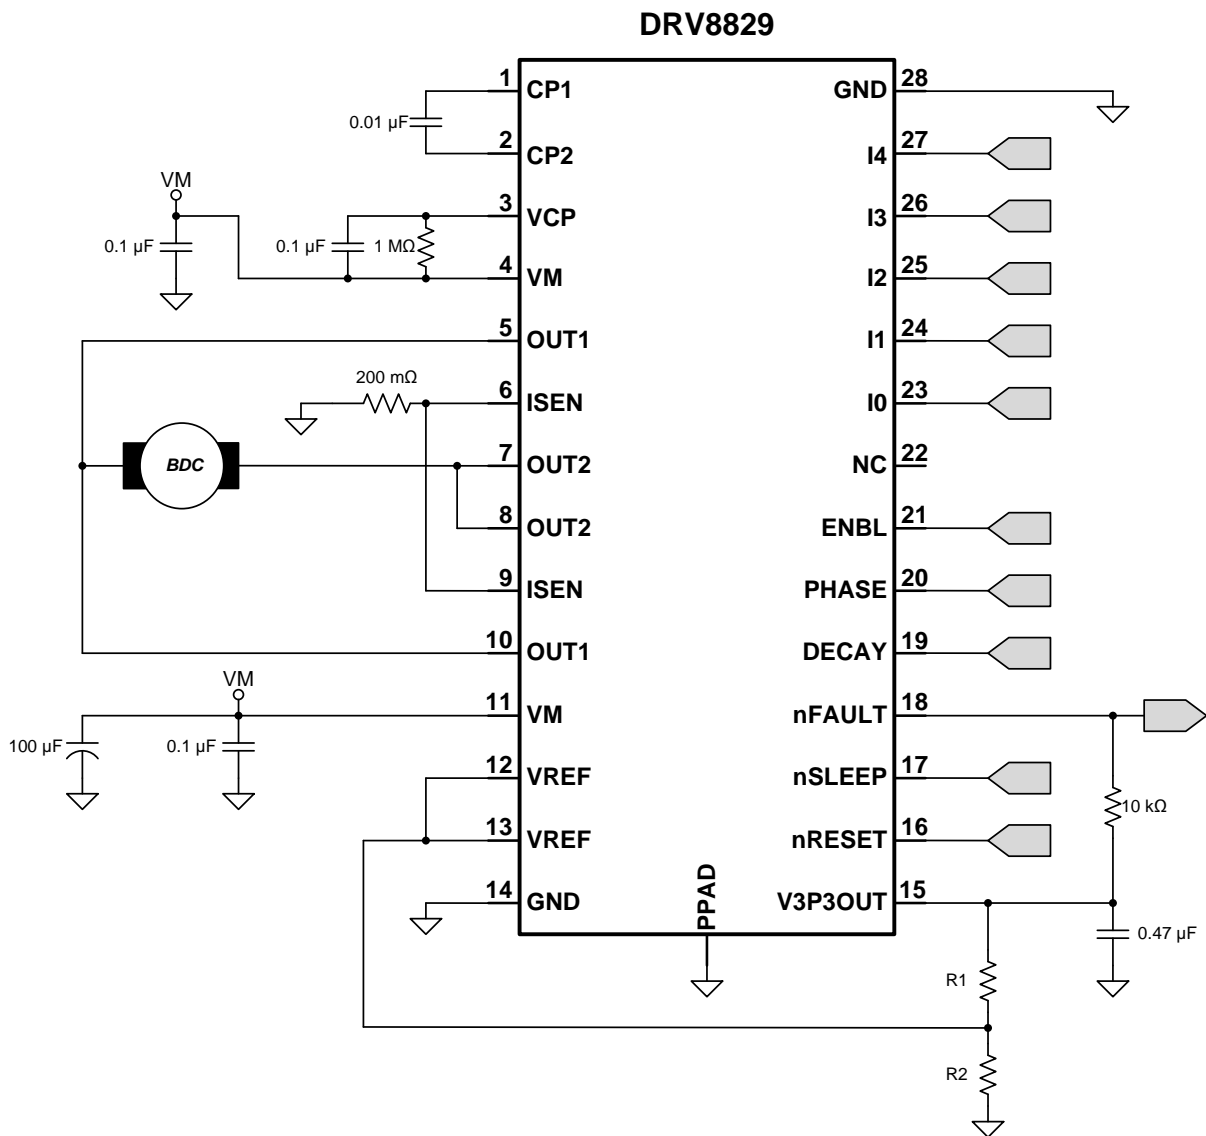 DRV8829
1 CP1
GND 28
0.01 µF
2 CP2
I4 27
VM
3 VCP
I3 26
0.1 µF
0.1 µF
1 MΩ
4 VM
I2 25
5 OUT1
I1 24
200 mΩ
6 ISEN
I0 23
BDC
7 OUT2
NC 22
8 OUT2
ENBL 21
9 ISEN
PHASE 20
10 OUT1
DECAY 19
VM
11 VM
nFAULT 18
100 µF
0.1 µF
12 VREF
nSLEEP 17
10 kΩ
13 VREF
nRESET 16
14 GND
PPAD
V3P3OUT 15
0.47 µF
R1
R2